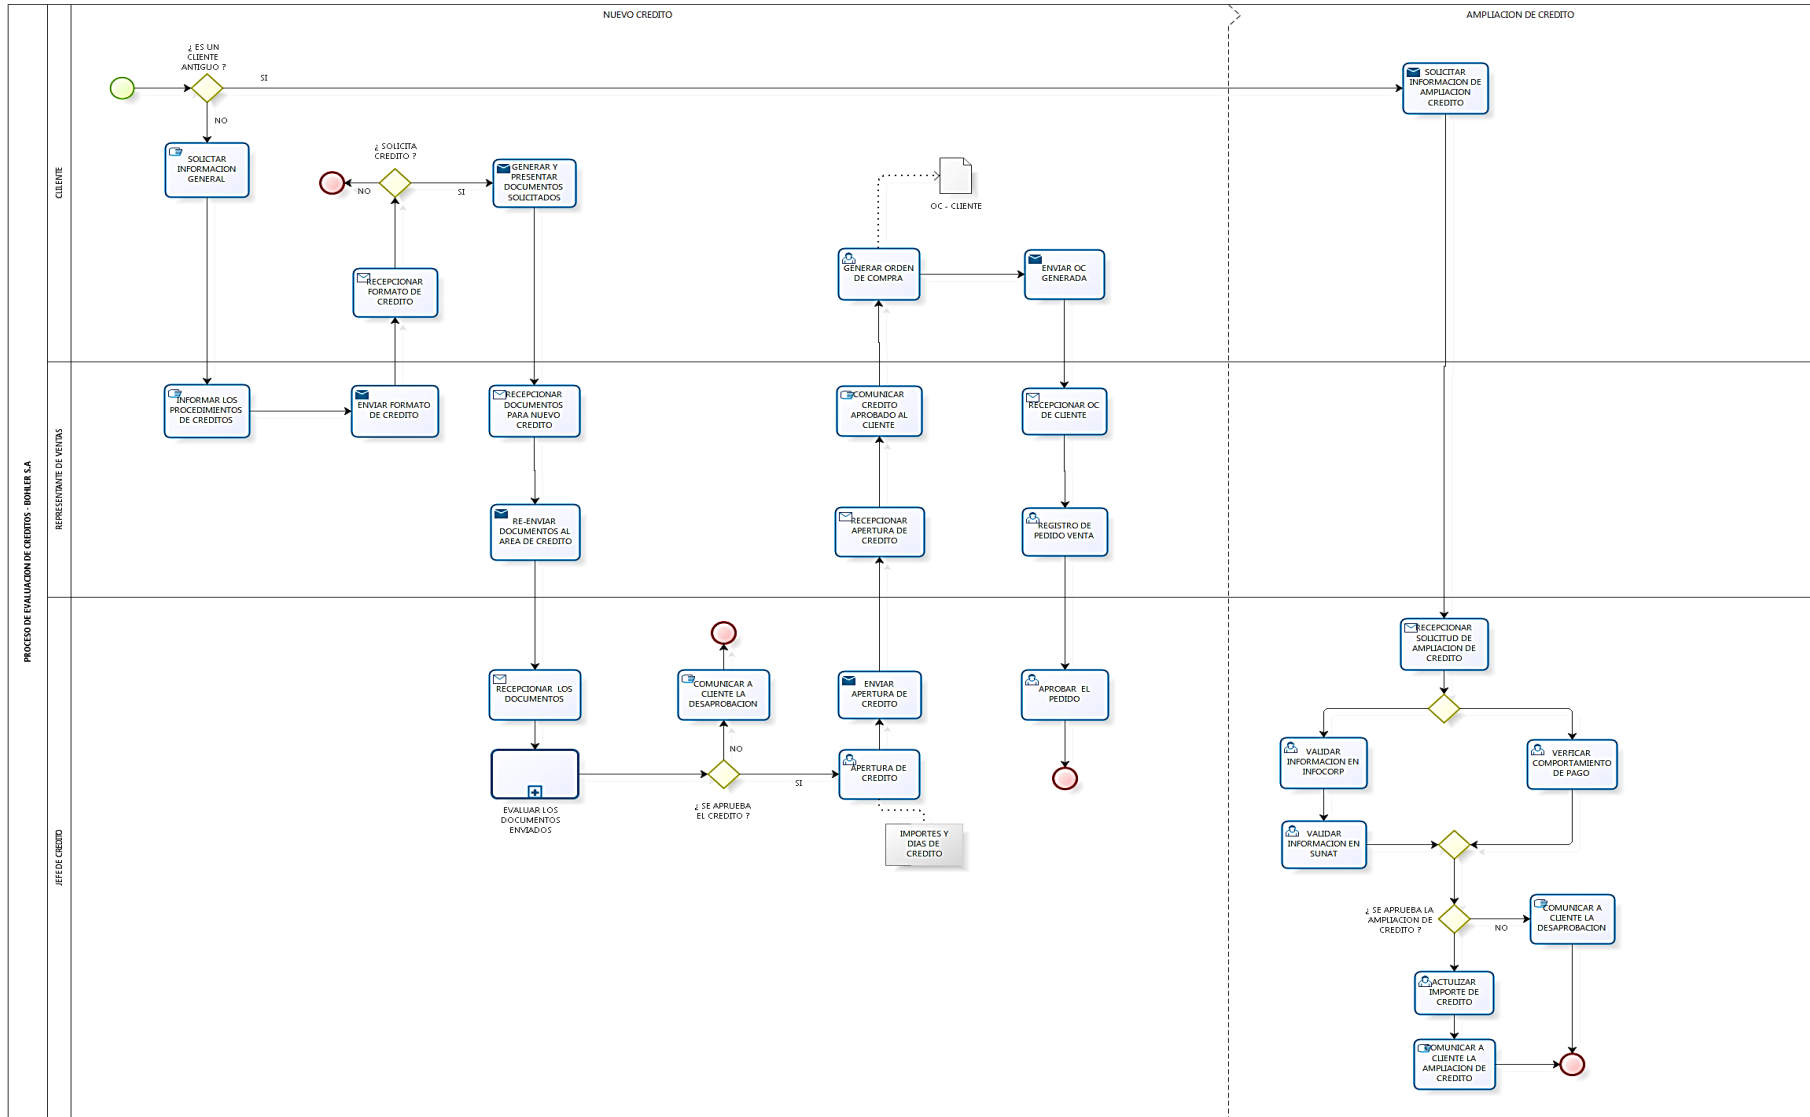 NUEVO CREDITO
AMPLIACION DE CREDITO
PROCESO DE EVALUACION DE CREDITOS - BOHLER S.A
CLIENTE
¿ ES UN
CLIENTE
ANTIGUO ?
SI
NO
SOLICITAR
INFORMACION DE
AMPLIACION
CREDITO
SOLICTAR
INFORMACION
GENERAL
¿ SOLICITA
CREDITO ?
NO
SI
GENERAR Y
PRESENTAR
DOCUMENTOS
SOLICITADOS
OC - CLIENTE
RECEPCIONAR
FORMATO DE
CREDITO
GENERAR ORDEN
DE COMPRA
ENVIAR OC
GENERADA
REPRESENTANTE DE VENTAS
INFORMAR LOS
PROCEDIMIENTOS
DE CREDITOS
ENVIAR FORMATO
DE CREDITO
RECEPCIONAR
DOCUMENTOS
PARA NUEVO
CREDITO
COMUNICAR
CREDITO
APROBADO AL
CLIENTE
RECEPCIONAR OC
DE CLIENTE
RE-ENVIAR
DOCUMENTOS AL
AREA DE CREDITO
RECEPCIONAR
APERTURA DE
CREDITO
REGISTRO DE
PEDIDO VENTA
JEFE DE CREDITO
RECEPCIONAR LOS
DOCUMENTOS
COMUNICAR A
CLIENTE LA
DESAPROBACION
ENVIAR
APERTURA DE
CREDITO
APROBAR EL
PEDIDO
RECEPCIONAR
SOLICITUD DE
AMPLIACION DE
CREDITO
EVALUAR LOS
DOCUMENTOS
ENVIADOS
NO
SI
¿ SE APRUEBA
EL CREDITO ?
APERTURA DE
CREDITO
IMPORTES Y
DIAS DE
CREDITO
VALIDAR
INFORMACION EN
INFOCORP
VERFICAR
COMPORTAMIENTO
DE PAGO
VALIDAR
INFORMACION EN
SUNAT
¿ SE APRUEBA LA
AMPLIACION DE
CREDITO ?
NO
COMUNICAR A
CLIENTE LA
DESAPROBACION
ACTULIZAR
IMPORTE DE
CREDITO
COMUNICAR A
CLIENTE LA
AMPLIACION DE
CREDITO